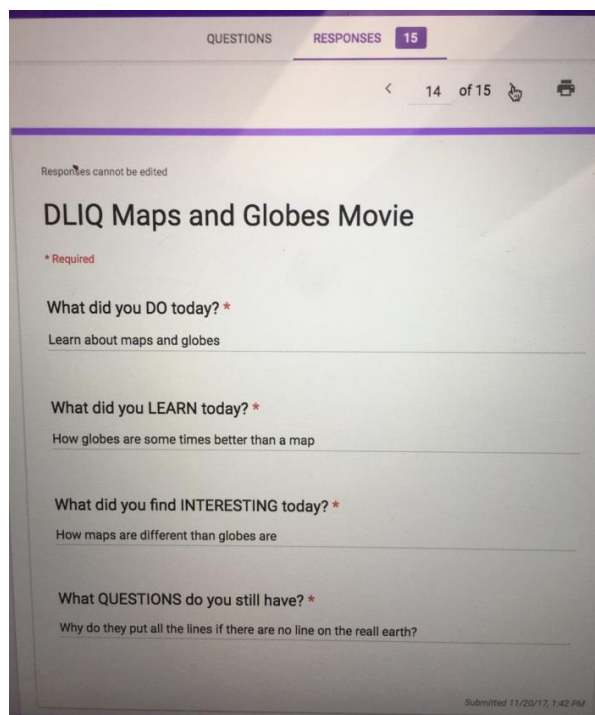 QUESTIONS RESPONSES 15
14 of 15
Responses cannot be edited
DLIQ Maps and Globes Movie
* Required
What did you DO today? *
Learn about maps and globes
What did you LEARN today? *
How globes are some times better than a map
What did you find INTERESTING today? *
How maps are different than globes are
What QUESTIONS do you still have? *
Why do they put all the lines if there are no line on the reall earth?
Submitted 11/20/17, 1:42 PM